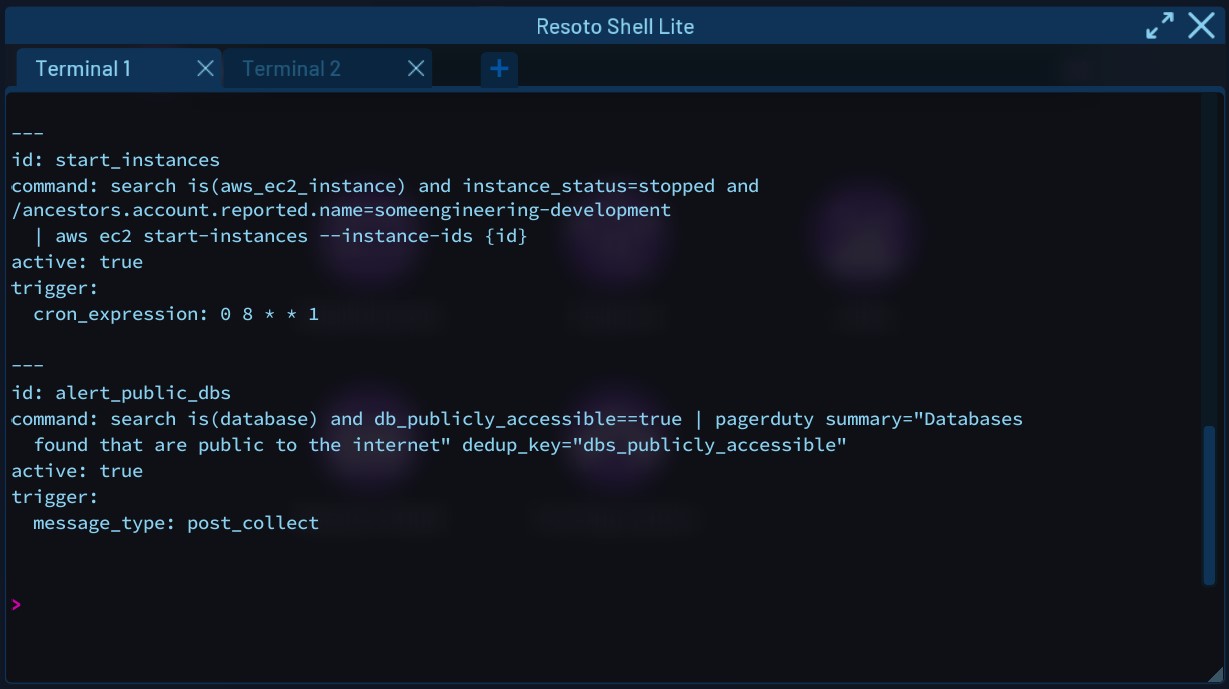 Resoto Shell Lite
Terminal 1
Terminal 2
---
id: start_instances
command: search is(aws_ec2_instance) and instance_status=stopped and
/ancestors.account.reported.name=someengineering-development
  | aws ec2 start-instances --instance-ids {id}
active: true
trigger:
  cron_expression: 0 8 * * 1
---
id: alert_public_dbs
command: search is(database) and db_publicly_accessible==true | pagerduty summary="Databases
  found that are public to the internet" dedup_key="dbs_publicly_accessible"
active: true
trigger:
  message_type: post_collect
>